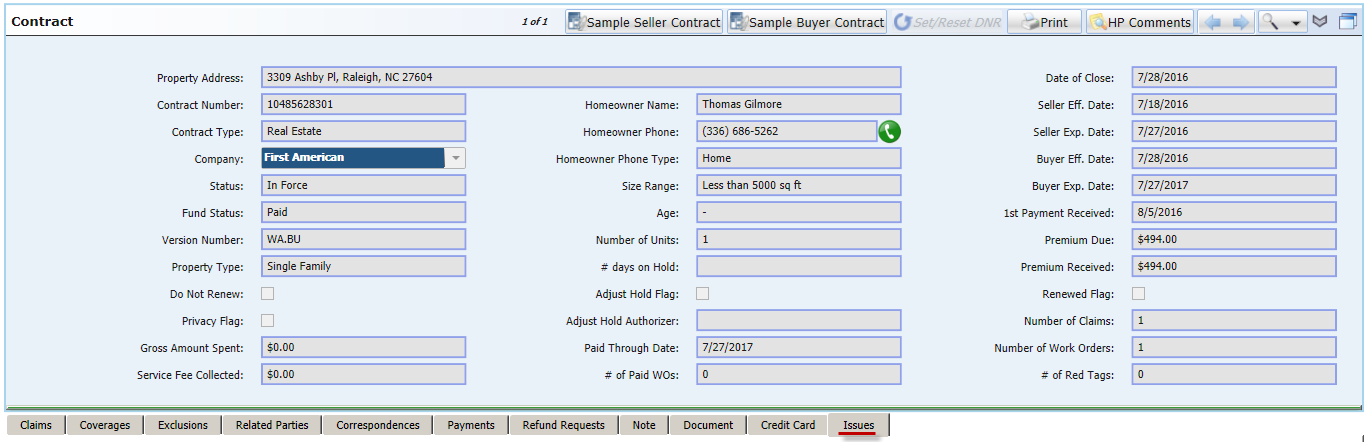 Contract 1 of 1 Sample Seller Contract Sample Buyer Contract Set/Reset DNR Print HP Comments
Property Address: 3309 Ashby Pl, Raleigh, NC 27604 Date of Close: 7/28/2016
Contract Number: 10485628301 Homeowner Name: Thomas Gilmore Seller Eff. Date: 7/18/2016
Contract Type: Real Estate Homeowner Phone: (336) 686-5262 Seller Exp. Date: 7/27/2016
Company: First American Homeowner Phone Type: Home Buyer Eff. Date: 7/28/2016
Status: In Force Size Range: Less than 5000 sq ft Buyer Exp. Date: 7/27/2017
Fund Status: Paid Age: - 1st Payment Received: 8/5/2016
Version Number: WA.BU Number of Units: 1 Premium Due: $494.00
Property Type: Single Family # days on Hold: Premium Received: $494.00
Do Not Renew: Adjust Hold Flag: Renewed Flag:
Privacy Flag: Adjust Hold Authorizer: Number of Claims: 1
Gross Amount Spent: $0.00 Paid Through Date: 7/27/2017 Number of Work Orders: 1
Service Fee Collected: $0.00 # of Paid WOs: 0 # of Red Tags: 0
Claims Coverages Exclusions Related Parties Correspondences Payments Refund Requests Note Document Credit Card Issues